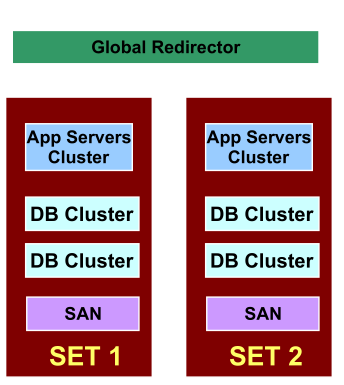 Global Redirector
App Servers
Cluster
DB Cluster
DB Cluster
SAN
SET 1
App Servers
Cluster
DB Cluster
DB Cluster
SAN
SET 2